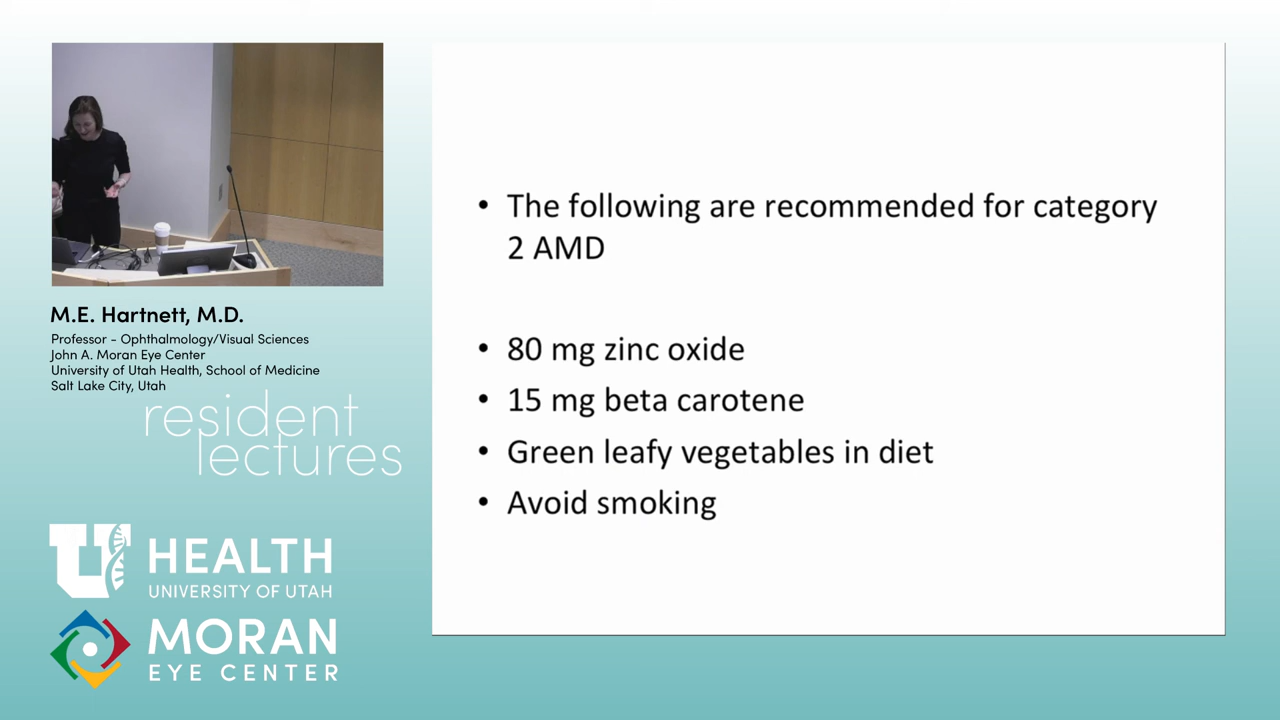 M.E. Hartnett, M.D.
Professor - Ophthalmology/Visual Sciences
John A. Moran Eye Center
University of Utah Health, School of Medicine
Salt Lake City, Utah
resident
lectures
U HEALTH
UNIVERSITY OF UTAH
MORAN
EYE CENTER
• The following are recommended for category
2 AMD
• 80 mg zinc oxide
• 15 mg beta carotene
• Green leafy vegetables in diet
• Avoid smoking